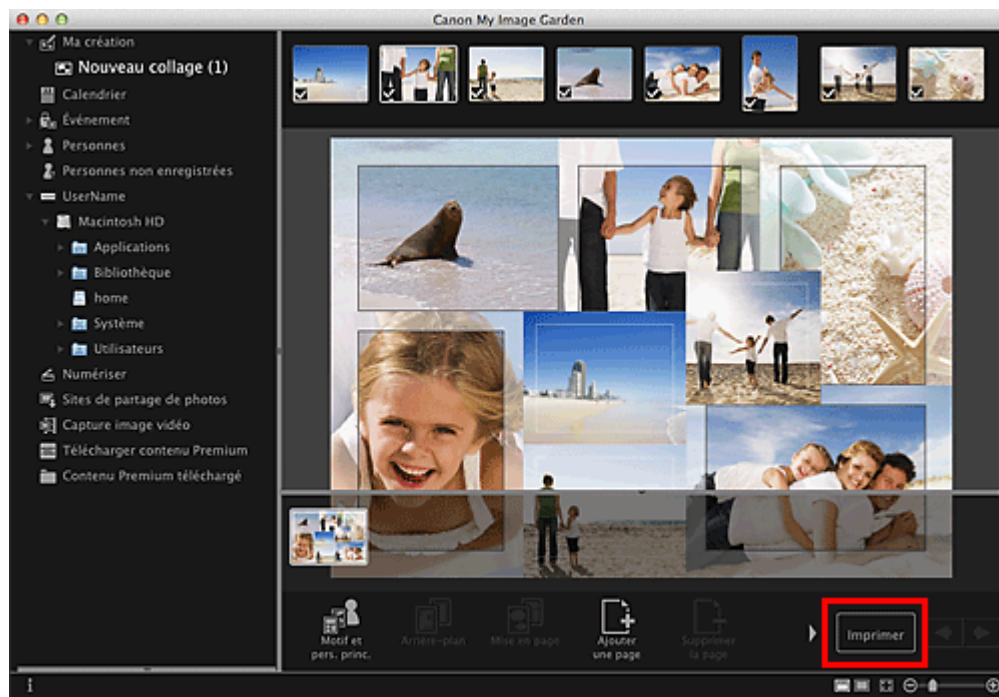 Canon My Image Garden
Ma création
Nouveau collage (1)
Calendrier
Événement
Personnes
Personnes non enregistrées
UserName
Macintosh HD
Applications
Bibliothèque
home
Système
Utilisateurs
Numériser
Sites de partage de photos
Capture image vidéo
Télécharger contenu Premium
Contenu Premium téléchargé
Motif et
pers. princ.
Arrière-plan
Mise en page
Ajouter
une page
Supprimer
la page
Imprimer